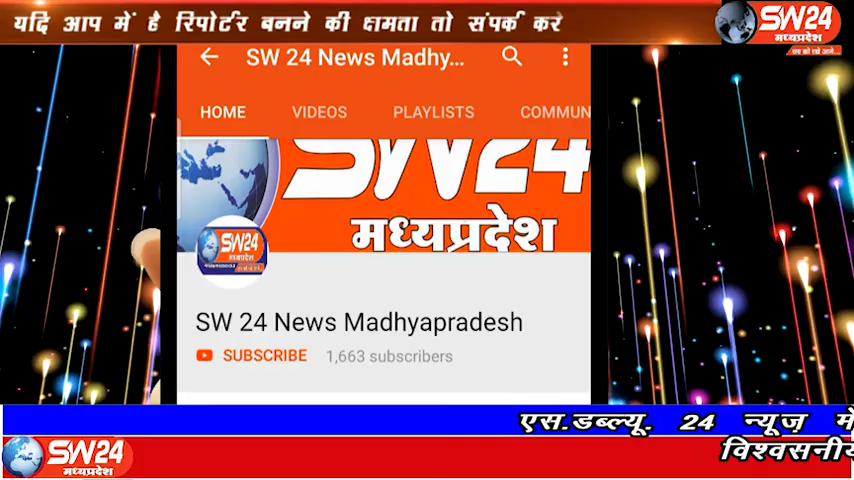 यदि आप में है रिपोर्टर बनने की क्षमता तो संपर्क करे
SW24
मध्यप्रदेश
SW 24 News Madhy...
HOME VIDEOS PLAYLISTS COMMUN
SW24
मध्यप्रदेश
SW24
मध्यप्रदेश
SW 24 News Madhyapradesh
SUBSCRIBE 1,663 subscribers
एस.डब्ल्यू. 24 न्यूज़ में
विश्वसनीय
SW24
मध्यप्रदेश